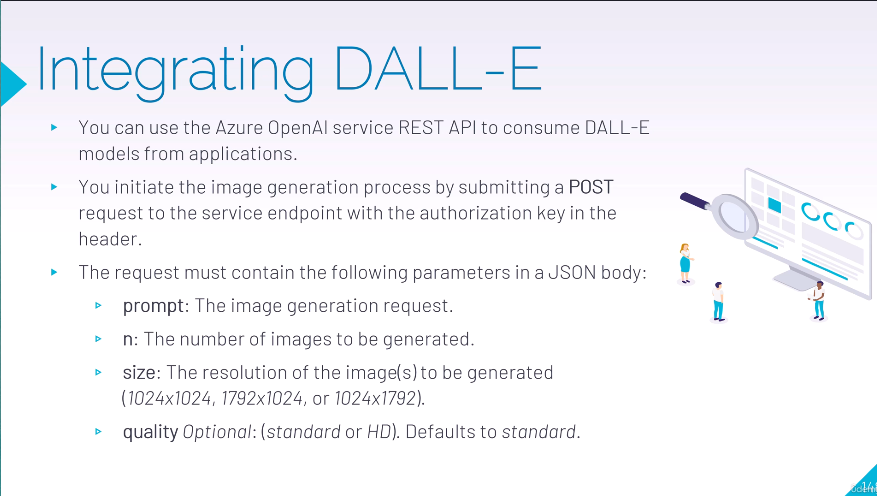 Integrating DALL-E
You can use the Azure OpenAI service REST API to consume DALL-E
models from applications.
You initiate the image generation process by submitting a POST
request to the service endpoint with the authorization key in the
header.
The request must contain the following parameters in a JSON body:
prompt: The image generation request.
n: The number of images to be generated.
size: The resolution of the image(s) to be generated
(1024x1024, 1792x1024, or 1024x1792).
quality Optional: (standard or HD). Defaults to standard.